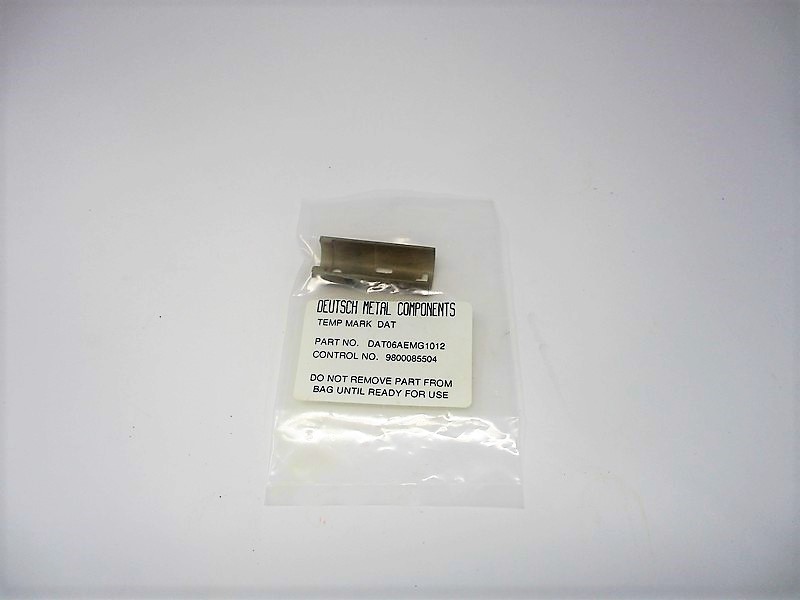 DEUTSCH METAL COMPONENTS
TEMP MARK DAT
PART NO. DAT06AEMG1012
CONTROL NO. 9800085504
DO NOT REMOVE PART FROM
BAG UNTIL READY FOR USE